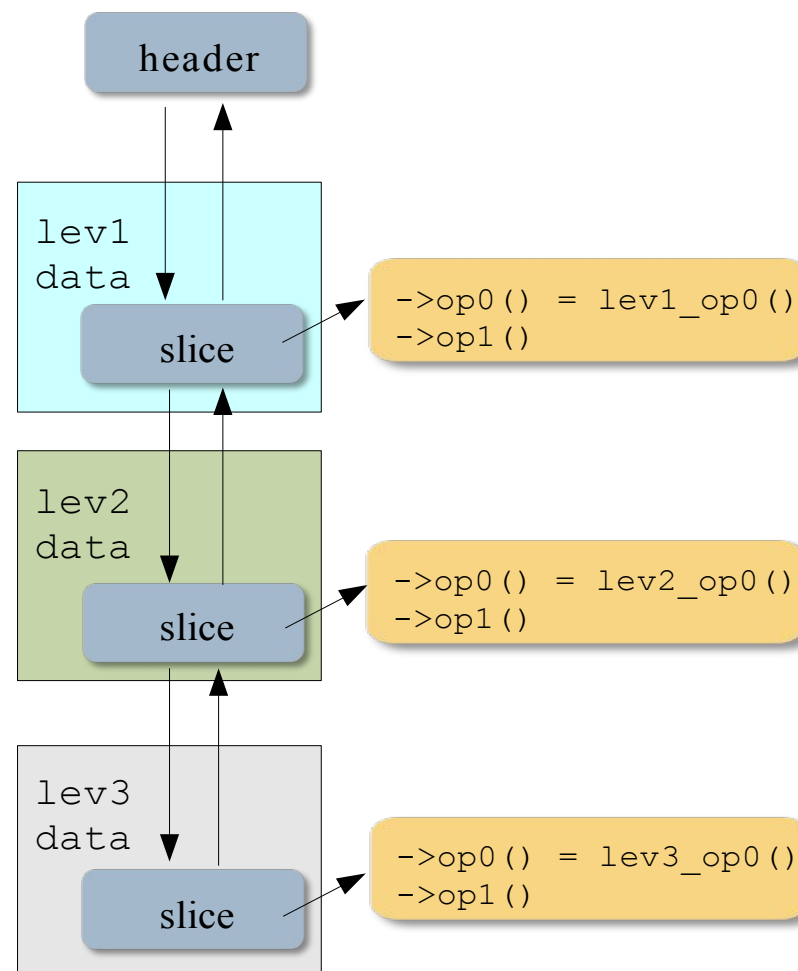 header
lev1
data
slice
->op0() = lev1_op0()
->op1()
lev2
data
slice
->op0() = lev2_op0()
->op1()
lev3
data
slice
->op0() = lev3_op0()
->op1()